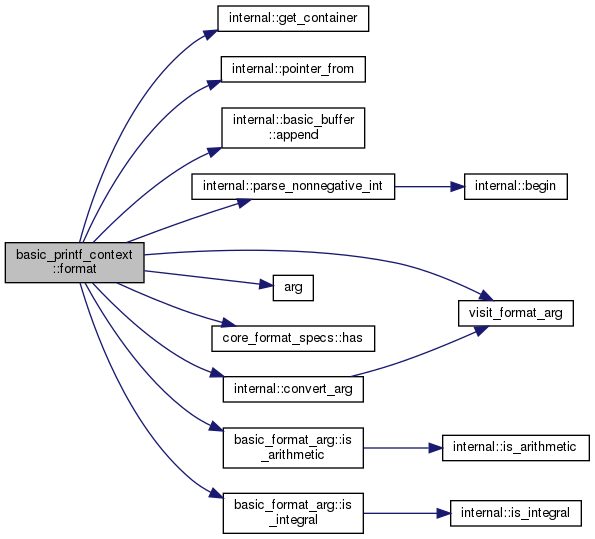 internal::get_container
internal::pointer_from
internal::basic_buffer
::append
internal::parse_nonnegative_int
internal::begin
basic_printf_context
::format
arg
visit_format_arg
core_format_specs::has
internal::convert_arg
basic_format_arg::is
_arithmetic
internal::is_arithmetic
basic_format_arg::is
_integral
internal::is_integral